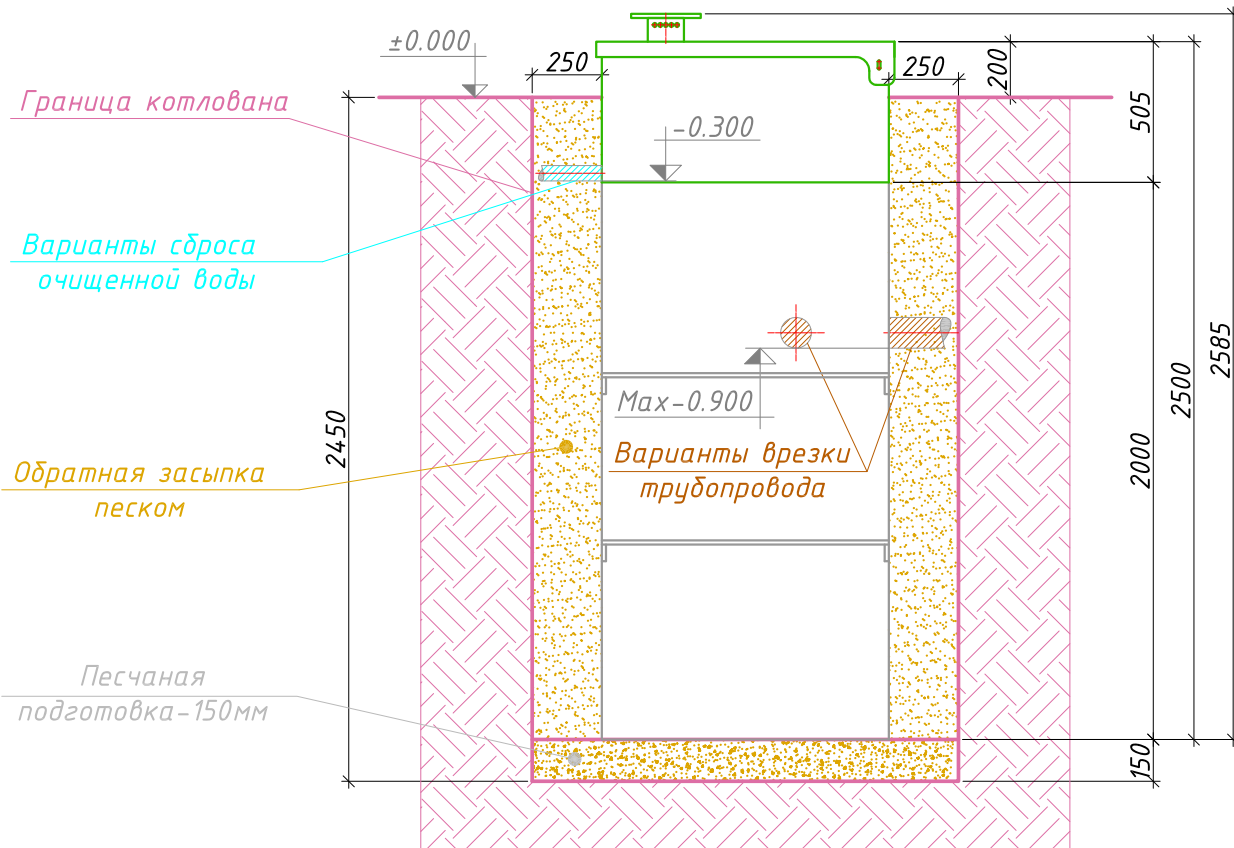 ±0.000
250
250
200
Граница котлована
505
-0.300
Варианты сброса
очищенной воды
2585
2500
Max-0.900
2450
2000
Варианты врезки
трубопровода
Обратная засыпка
песком
Песчаная
подготовка-150мм
150